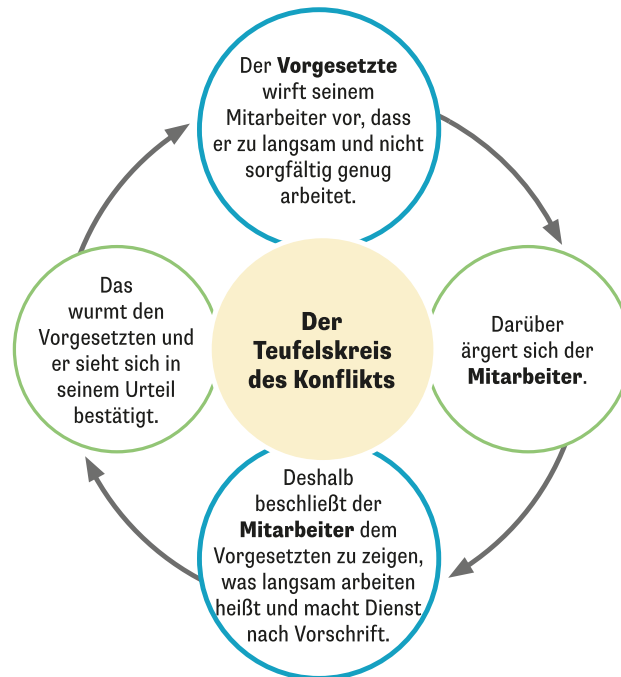 Der Vorgesetzte
wirft seinem
Mitarbeiter vor, dass
er zu langsam und nicht
sorgfältig genug
arbeitet.
Darüber
ärgert sich der
Mitarbeiter.
Deshalb
beschließt der
Mitarbeiter dem
Vorgesetzten zu zeigen,
was langsam arbeiten
heißt und macht Dienst
nach Vorschrift.
Das
wurmt den
Vorgesetzten und
er sieht sich in
seinem Urteil
bestätigt.
Der
Teufelskreis
des Konflikts